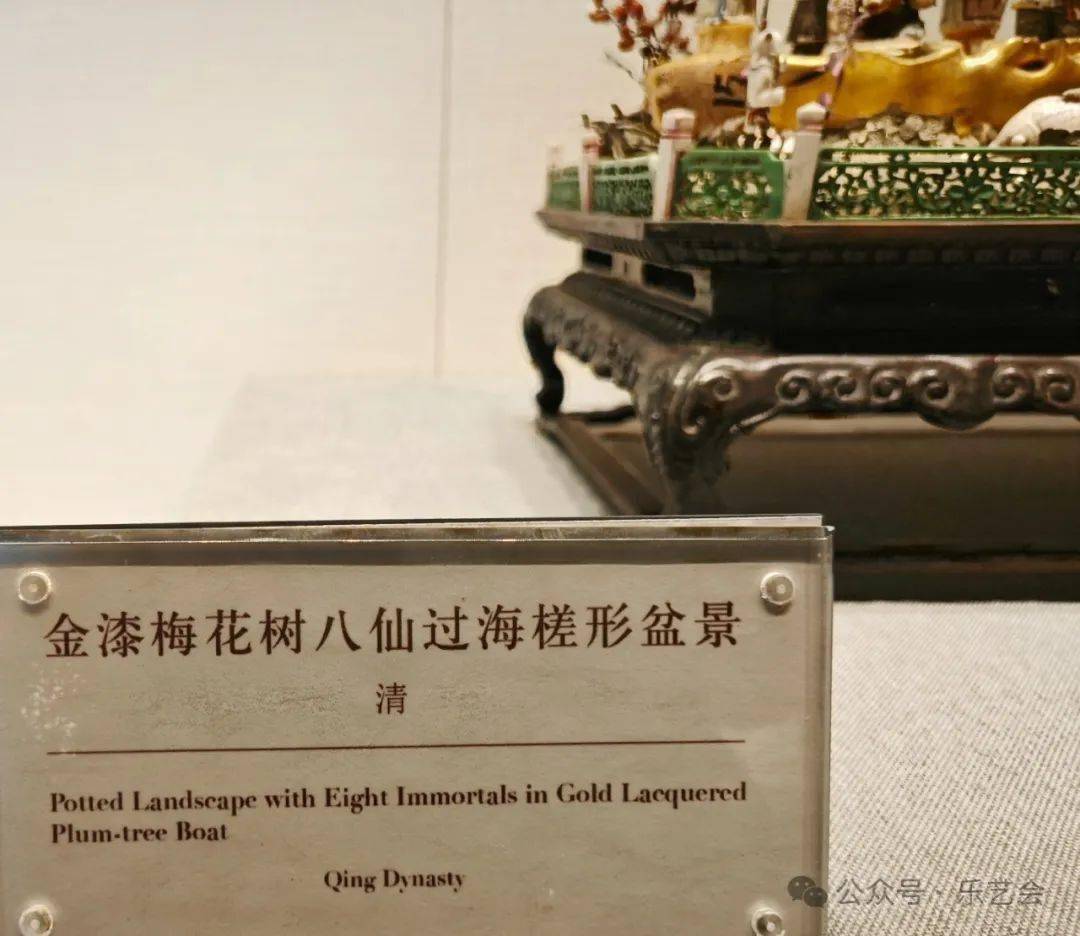 金漆梅花树八仙过海槎形盆景
清
Potted Landscape with Eight Immortals in Gold Lacquered
Plum-tree Boat
Qing Dynasty
公众号·乐艺会